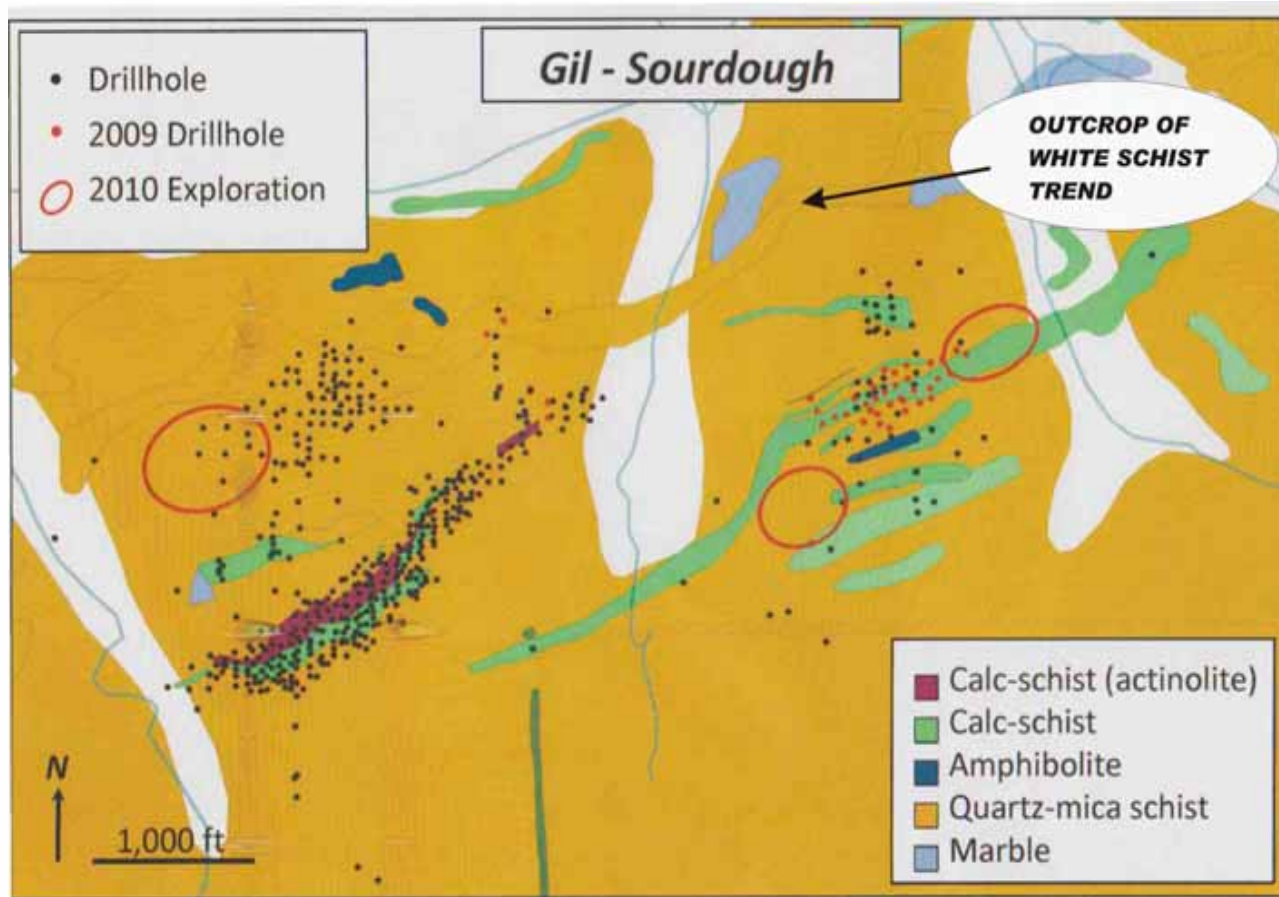 Drillhole
2009 Drillhole
2010 Exploration
Gil - Sourdough
OUTCROP OF
WHITE SCHIST
TREND
N
1,000 ft
Calc-schist (actinolite)
Calc-schist
Amphibolite
Quartz-mica schist
Marble